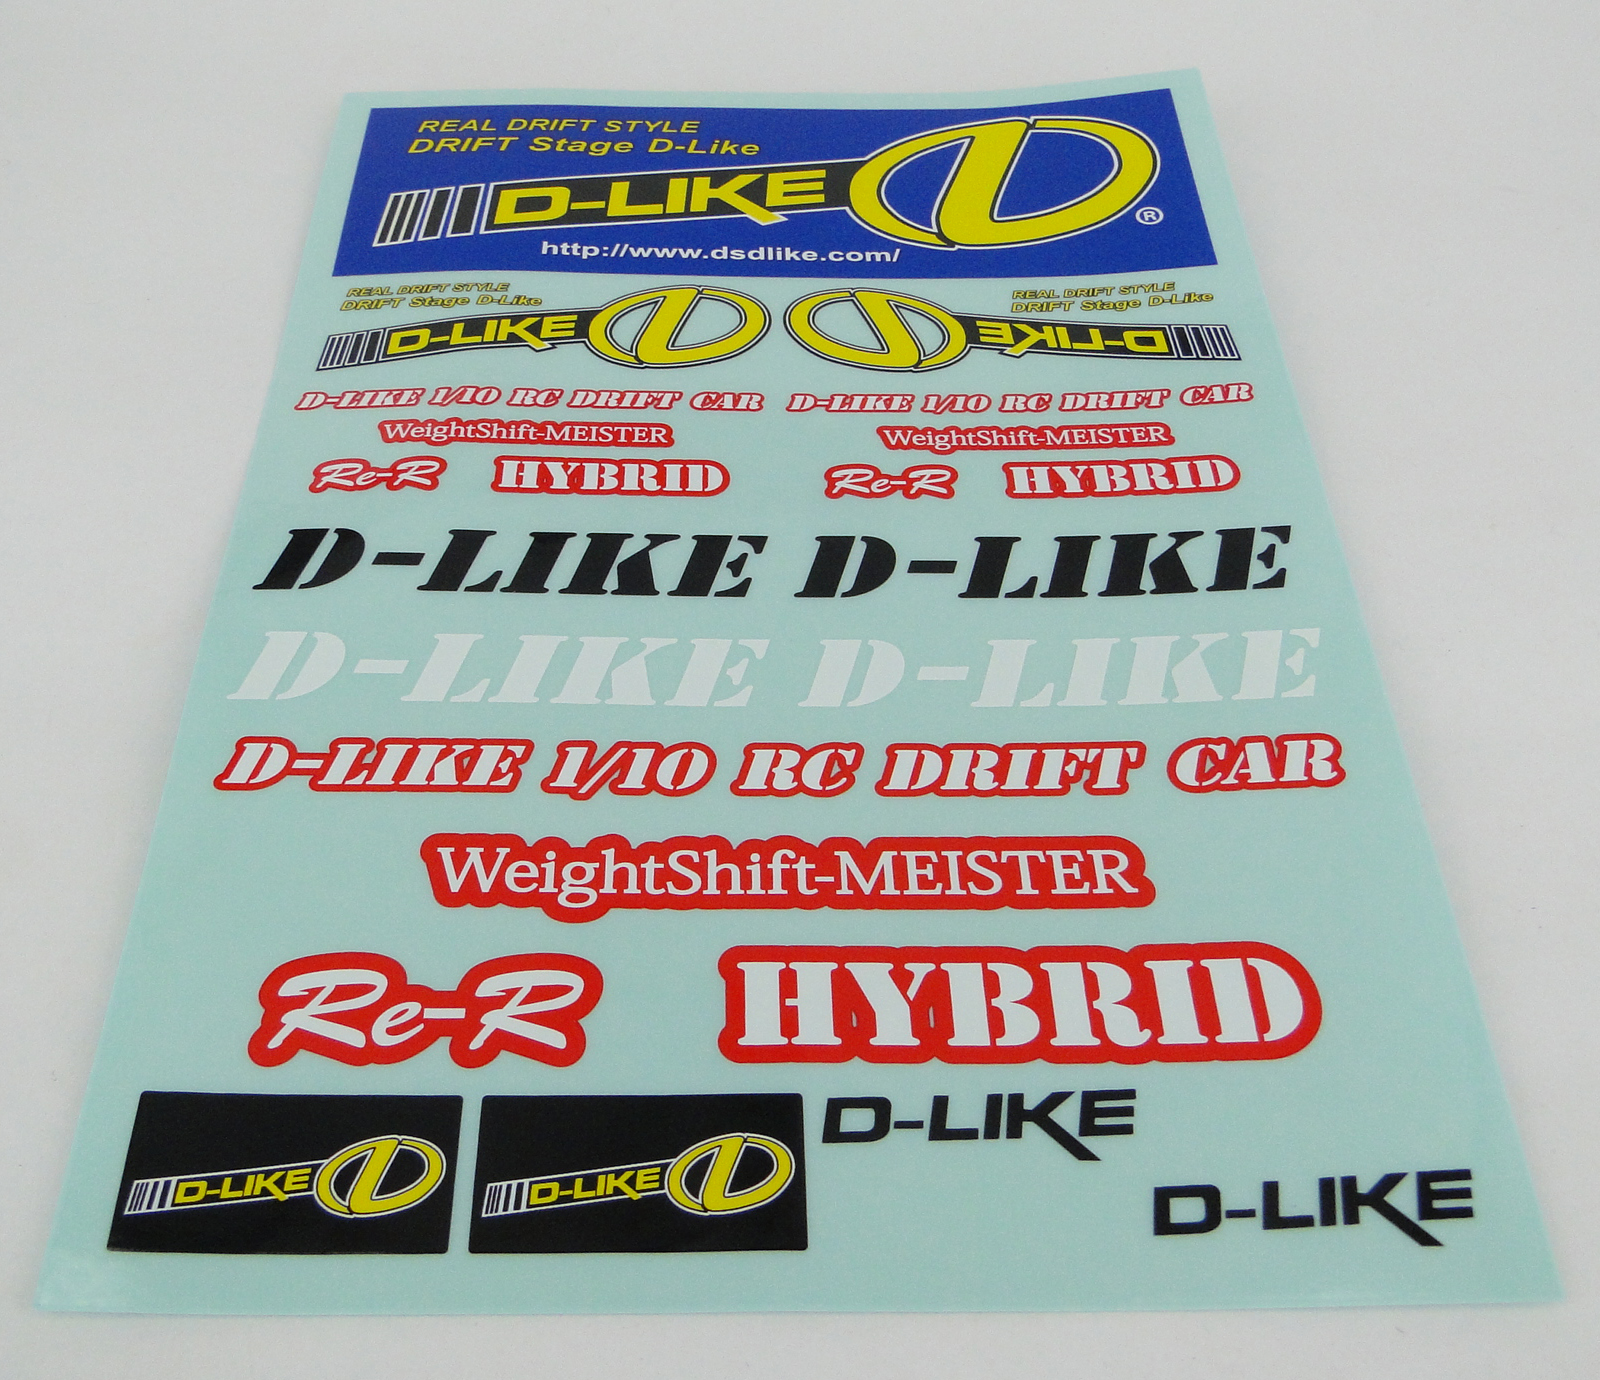 REAL DRIFT STYLE
DRIFT Stage D-Like
D-LIKE
®
http://www.dsdlike.com/
REAL DRIFT STYLE
DRIFT Stage D-Like
D-LIKE
REAL DRIFT STYLE
DRIFT Stage D-Like
D-LIKE
D-LIKE 1/10 RC DRIFT CAR D-LIKE 1/10 RC DRIFT CAR
WeightShift-MEISTER WeightShift-MEISTER
Re-R HYBRID Re-R HYBRID
D-LIKE D-LIKE
D-LIKE D-LIKE
D-LIKE 1/10 RC DRIFT CAR
WeightShift-MEISTER
Re-R HYBRID
D-LIKE D-LIKE D-LIKE
D-LIKE